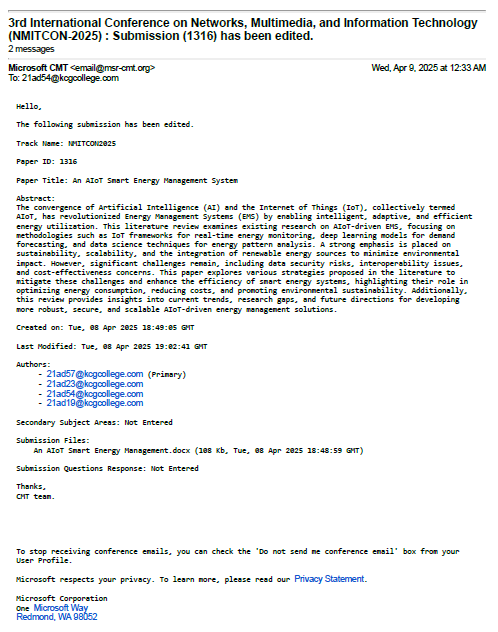 3rd International Conference on Networks, Multimedia, and Information Technology
(NMITCON-2025) : Submission (1316) has been edited.
2 messages
Microsoft CMT <email@msr-cmt.org> Wed, Apr 9, 2025 at 12:33 AM
To: 21ad54@kcgcollege.com
Hello,
The following submission has been edited.
Track Name: NMITCON2025
Paper ID: 1316
Paper Title: An AIoT Smart Energy Management System
Abstract:
The convergence of Artificial Intelligence (AI) and the Internet of Things (IoT), collectively termed
AIoT, has revolutionized Energy Management Systems (EMS) by enabling intelligent, adaptive, and efficient
energy utilization. This literature review examines existing research on AIoT-driven EMS, focusing on
methodologies such as IoT frameworks for real-time energy monitoring, deep learning models for demand
forecasting, and data science techniques for energy pattern analysis. A strong emphasis is placed on
sustainability, scalability, and the integration of renewable energy sources to minimize environmental
impact. However, significant challenges remain, including data security risks, interoperability issues,
and cost-effectiveness concerns. This paper explores various strategies proposed in the literature to
mitigate these challenges and enhance the efficiency of smart energy systems, highlighting their role in
optimizing energy consumption, reducing costs, and promoting environmental sustainability. Additionally,
this review provides insights into current trends, research gaps, and future directions for developing
more robust, secure, and scalable AIoT-driven energy management solutions.
Created on: Tue, 08 Apr 2025 18:49:05 GMT
Last Modified: Tue, 08 Apr 2025 19:02:41 GMT
Authors:
- 21ad57@kcgcollege.com (Primary)
- 21ad23@kcgcollege.com
- 21ad54@kcgcollege.com
- 21ad19@kcgcollege.com
Secondary Subject Areas: Not Entered
Submission Files:
An AIoT Smart Energy Management.docx (108 Kb, Tue, 08 Apr 2025 18:48:59 GMT)
Submission Questions Response: Not Entered
Thanks,
CMT team.
To stop receiving conference emails, you can check the 'Do not send me conference email' box from your
User Profile.
Microsoft respects your privacy. To learn more, please read our Privacy Statement.
Microsoft Corporation
One Microsoft Way
Redmond, WA 98052